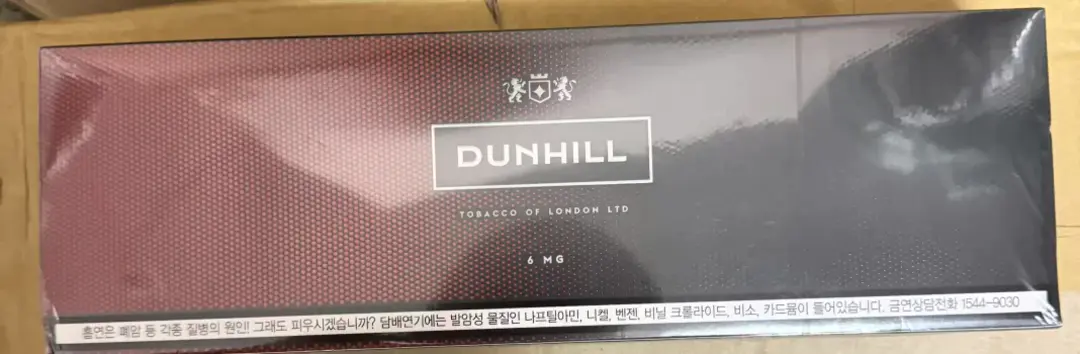 DUNHILL
TOBACCO OF LONDON LTD
6 MG
흡연은 폐암 등 각종 질병의 원인! 그래도 피우시겠습니까? 담배연기에는 발암성 물질인 나프틸아민, 니켈, 벤젠, 비닐 크롤라이드, 비소, 카드뮴이 들어있습니다. 금연상담전화 1544-9030